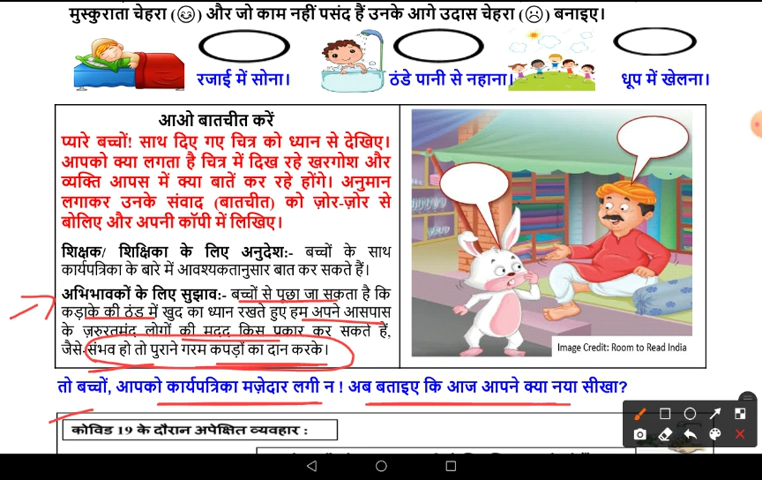 मुस्कुराता चेहरा (☺) और जो काम नहीं पसंद हैं उनके आगे उदास चेहरा (☹) बनाइए।
रजाई में सोना।
ठंडे पानी से नहाना।
धूप में खेलना।
आओ बातचीत करें
प्यारे बच्चों! साथ दिए गए चित्र को ध्यान से देखिए।
आपको क्या लगता है चित्र में दिख रहे खरगोश और
व्यक्ति आपस में क्या बातें कर रहे होंगे। अनुमान
लगाकर उनके संवाद (बातचीत) को ज़ोर-ज़ोर से
बोलिए और अपनी कॉपी में लिखिए।
शिक्षक/ शिक्षिका के लिए अनुदेश:- बच्चों के साथ
कार्यपत्रिका के बारे में आवश्यकतानुसार बात कर सकते हैं।
अभिभावकों के लिए सुझाव:- बच्चों से पूछा जा सकता है कि
कड़ाके की ठंड में खुद का ध्यान रखते हुए हम अपने आसपास
के ज़रुरतमंद लोगों की मदद किस प्रकार कर सकते हैं,
जैसे-संभव हो तो पुराने गरम कपड़ों का दान करके।
Image Credit: Room to Read India
तो बच्चों, आपको कार्यपत्रिका मज़ेदार लगी न ! अब बताइए कि आज आपने क्या नया सीखा?
कोविड 19 के दौरान अपेक्षित व्यवहार :